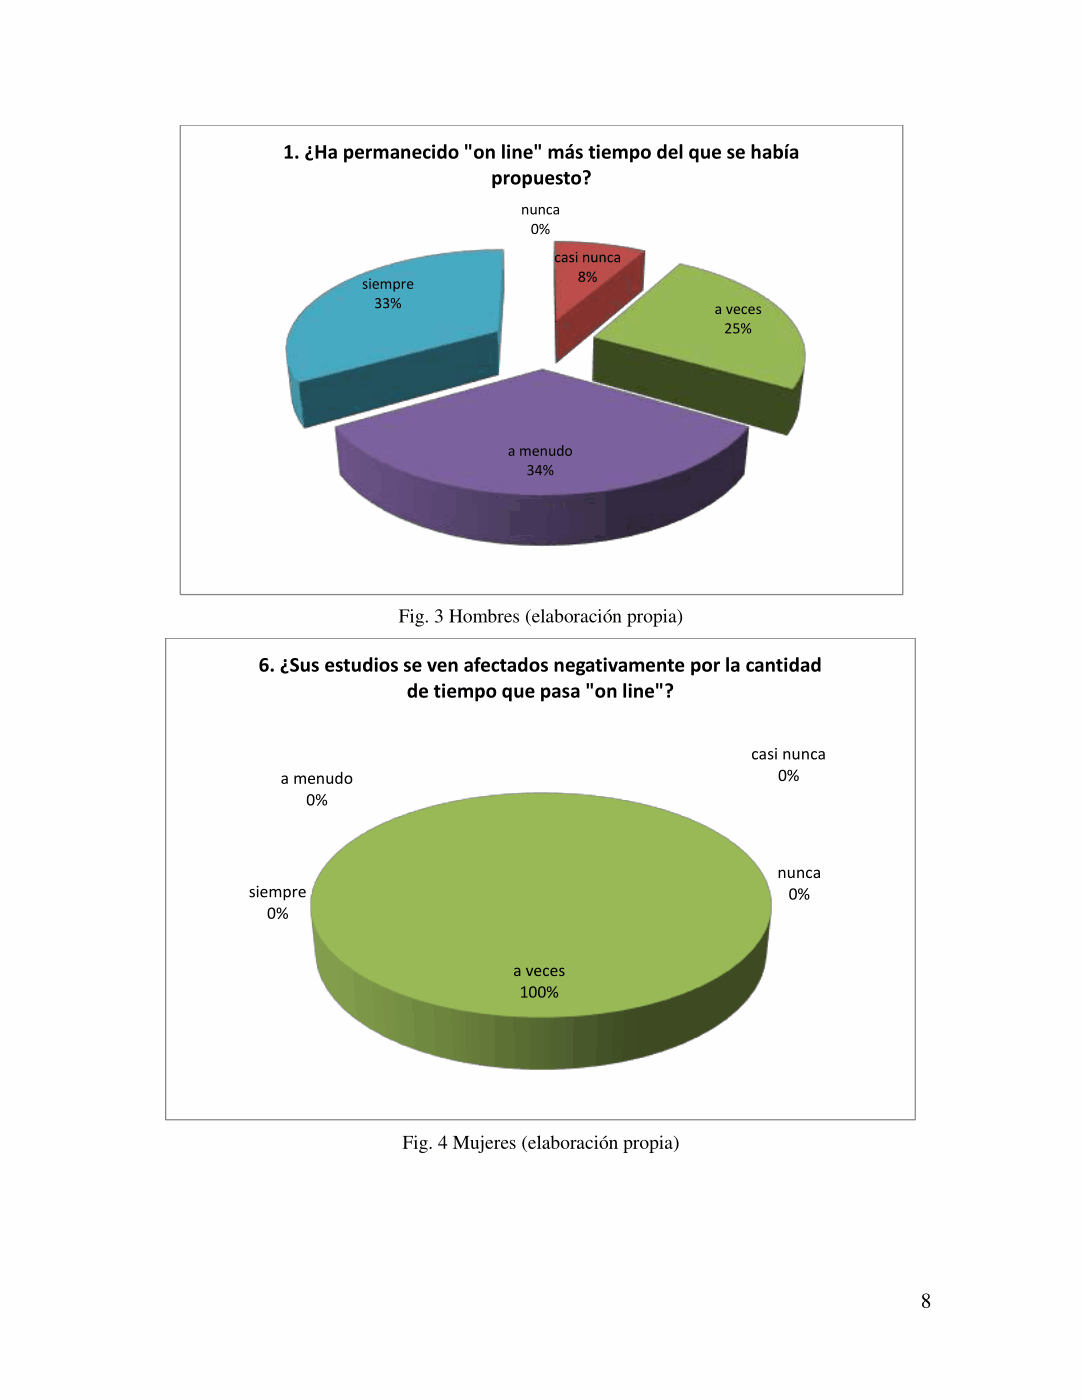 1. ¿Ha permanecido "on line" más tiempo del que se había
propuesto?
nunca
0%
casi nunca
8%
siempre
33%
a veces
25%
a menudo
34%
Fig. 3 Hombres (elaboración propia)
6. ¿Sus estudios se ven afectados negativamente por la cantidad
de tiempo que pasa "on line"?
casi nunca
0%
a menudo
0%
nunca
0%
siempre
0%
a veces
100%
Fig. 4 Mujeres (elaboración propia)
8